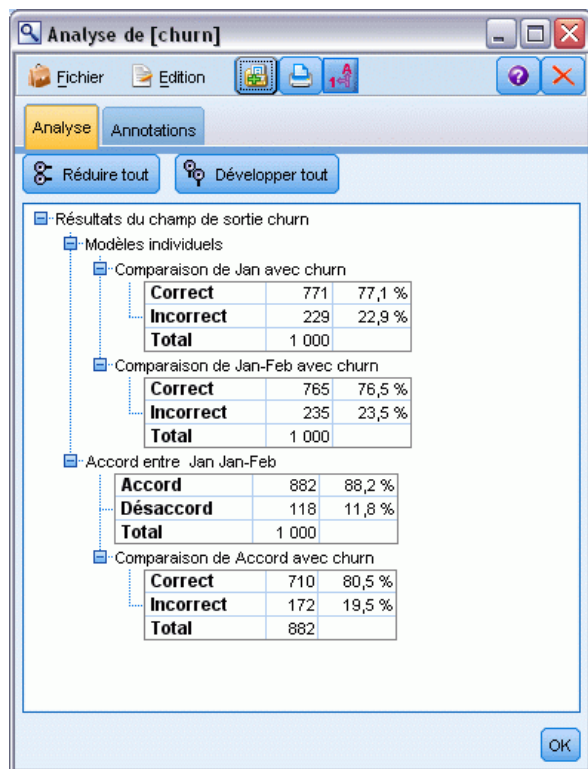 Analyse de [churn]
Fichier Edition
Analyse Annotations
Réduire tout Développer tout
Résultats du champ de sortie churn
Modèles individuels
Comparaison de Jan avec churn
Correct 771 77,1 %
Incorrect 229 22,9 %
Total 1 000
Comparaison de Jan-Feb avec churn
Correct 765 76,5 %
Incorrect 235 23,5 %
Total 1 000
Accord entre Jan Jan-Feb
Accord 882 88,2 %
Désaccord 118 11,8 %
Total 1 000
Comparaison de Accord avec churn
Correct 710 80,5 %
Incorrect 172 19,5 %
Total 882
OK